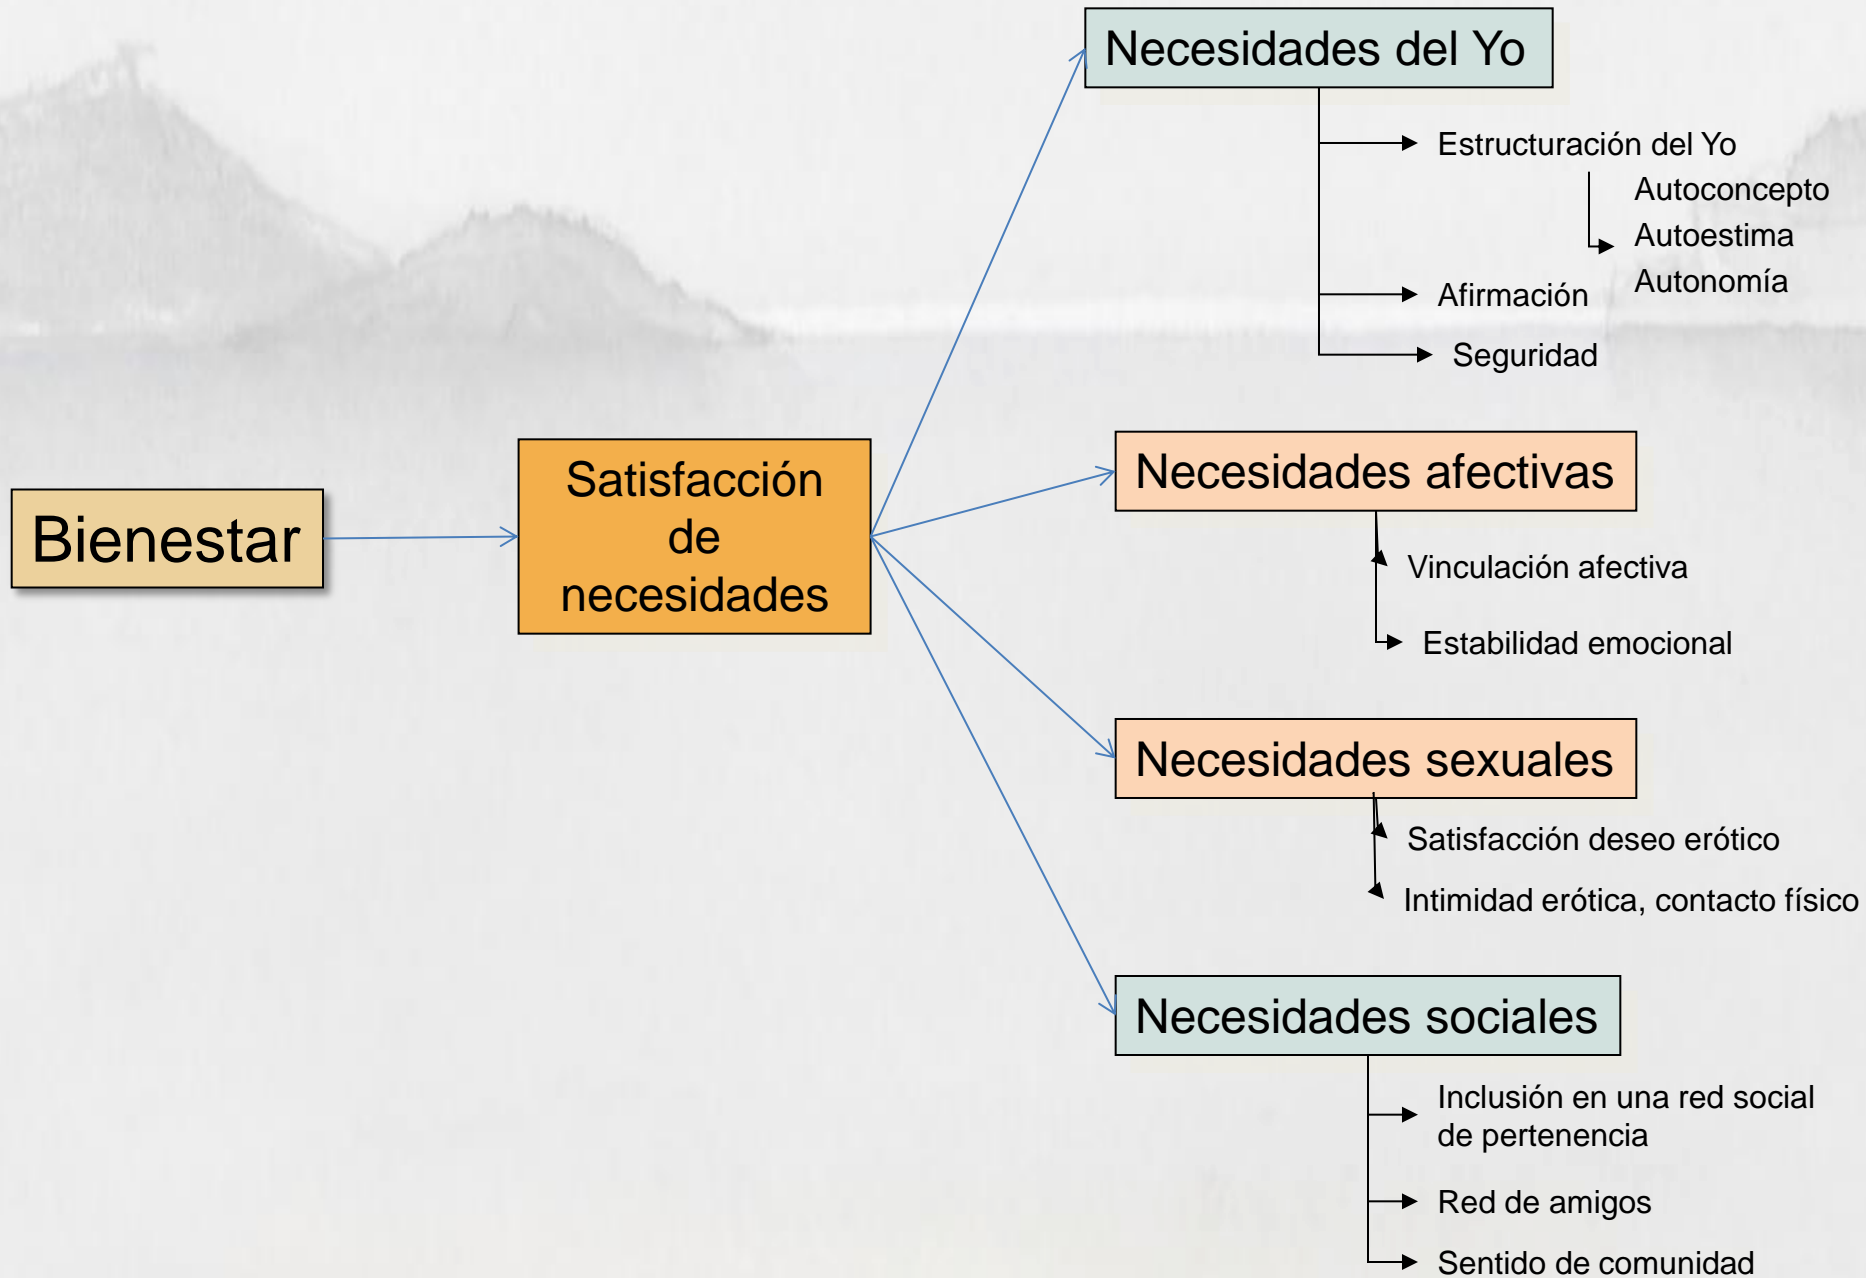 Necesidades del Yo
Estructuración del Yo
Autoconcepto
Autoestima
Autonomía
Afirmación
Seguridad
Bienestar
Satisfacción
de
necesidades
Necesidades afectivas
Vinculación afectiva
Estabilidad emocional
Necesidades sexuales
Satisfacción deseo erótico
Intimidad erótica, contacto físico
Necesidades sociales
Inclusión en una red social
de pertenencia
Red de amigos
Sentido de comunidad